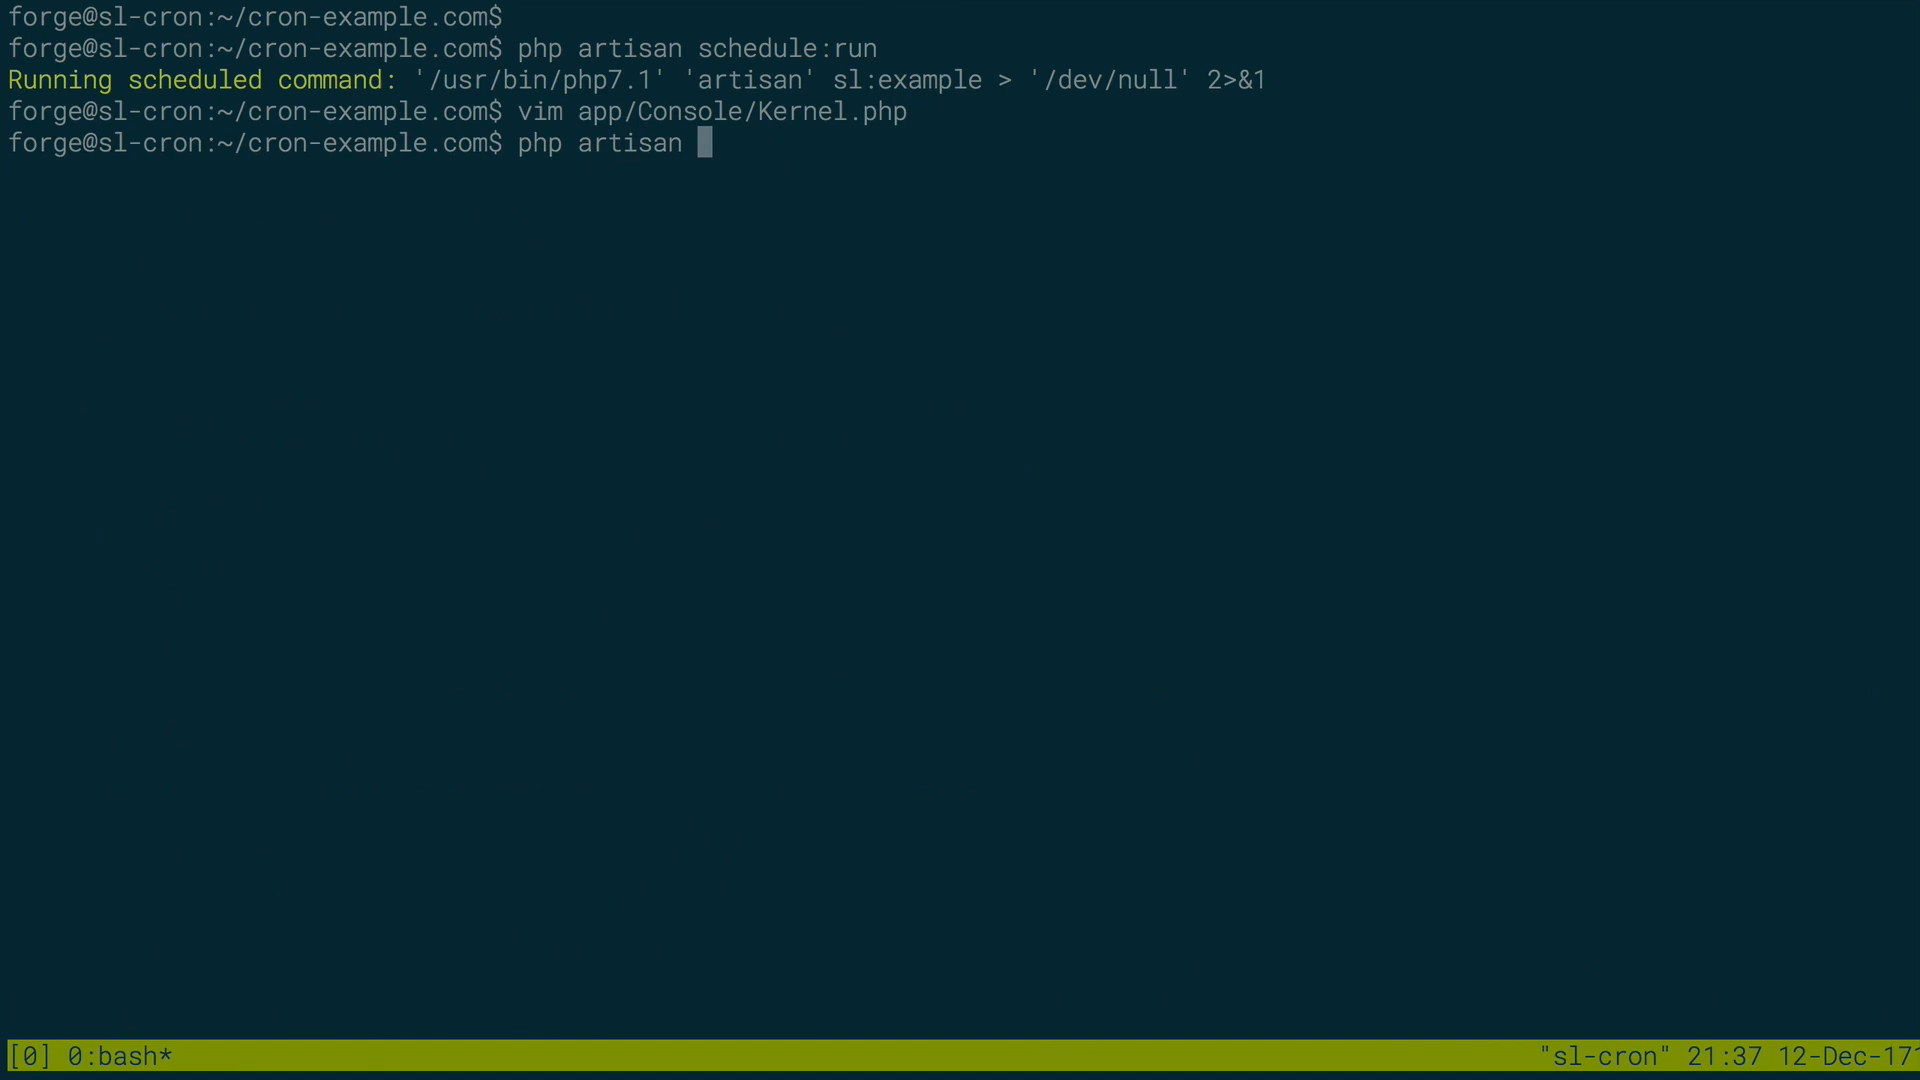 forge@sl-cron:~/cron-example.com$
forge@sl-cron:~/cron-example.com$ php artisan schedule:run
Running scheduled command: '/usr/bin/php7.1' 'artisan' sl:example > '/dev/null' 2>&1
forge@sl-cron:~/cron-example.com$ vim app/Console/Kernel.php
forge@sl-cron:~/cron-example.com$ php artisan
[0] 0:bash* "sl-cron" 21:37 12-Dec-17